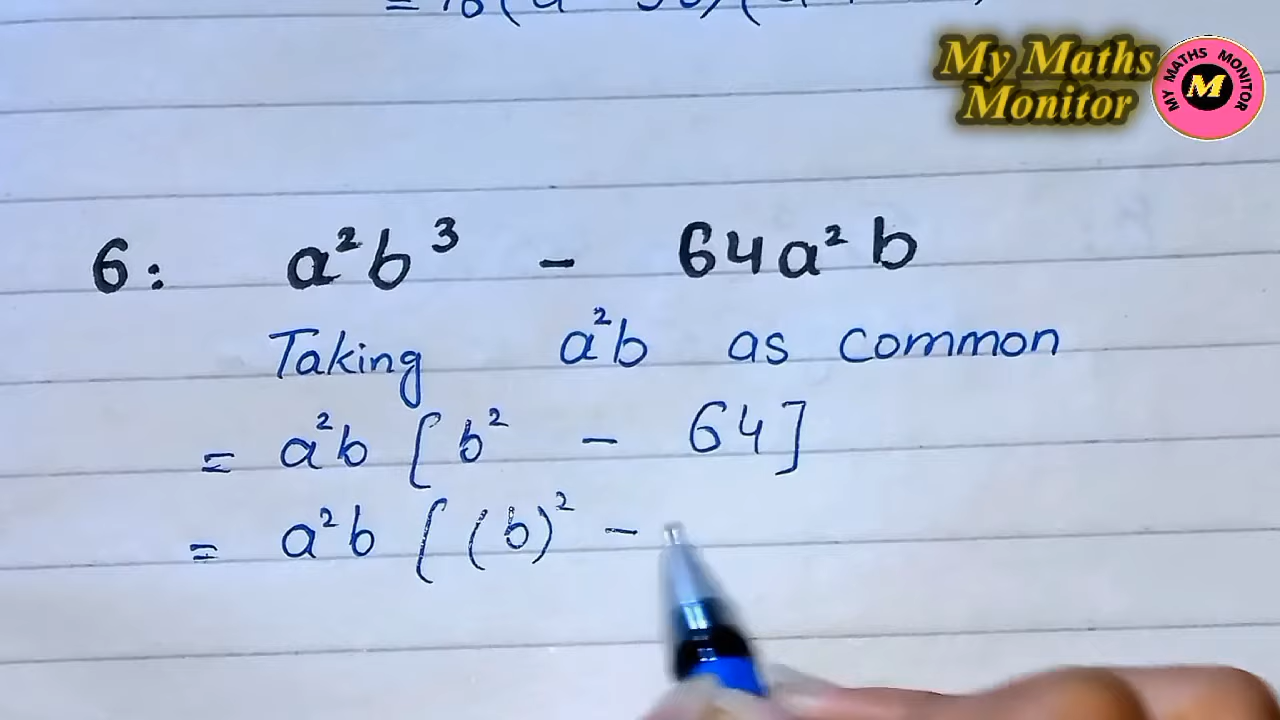 My Maths
Monitor
MY MATHS MONITOR
M
6: a²b³ - 64a²b
Taking a²b as common
= a²b [b² - 64]
= a²b [(b)² -